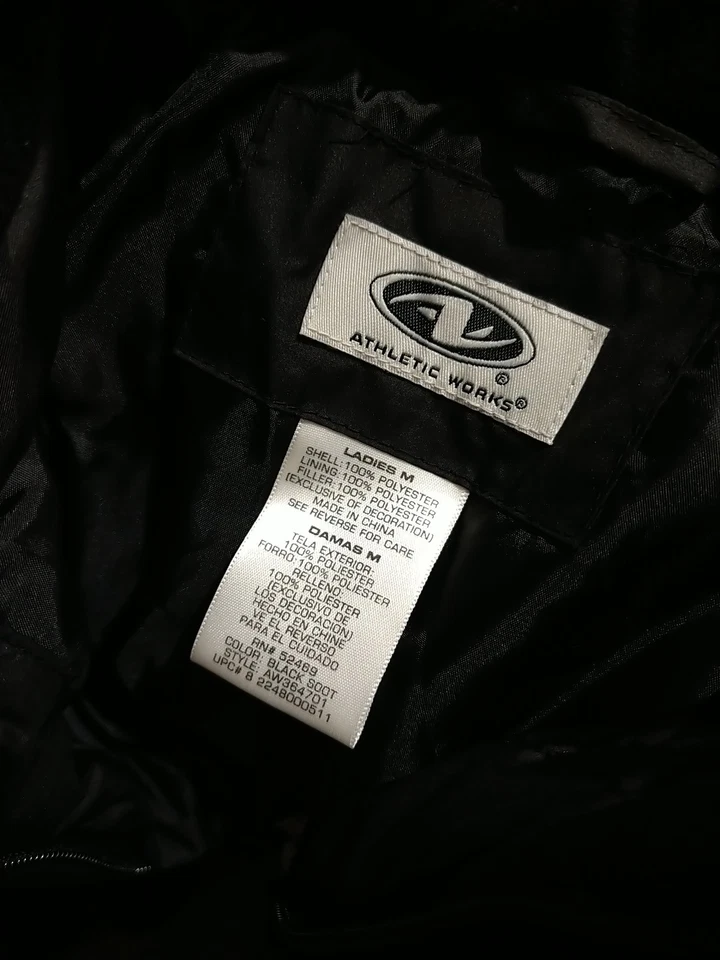 ATHLETIC WORKS®
®
LADIES M
SHELL: 100% POLYESTER
LINING: 100% POLYESTER
FILLER: 100% POLYESTER
(EXCLUSIVE OF DECORATION)
MADE IN CHINA
SEE REVERSE FOR CARE
DAMAS M
TELA EXTERIOR:
100% POLIESTER
FORRO: 100% POLIESTER
RELLENO:
100% POLIESTER
(EXCLUSIVO DE
LOS DECORACION)
HECHO EN CHINE
VE EL REVERSO
PARA EL CUIDADO
RN# 52469
COLOR: BLACK SOOT
STYLE: AW364701
UPC# 8 2248000511